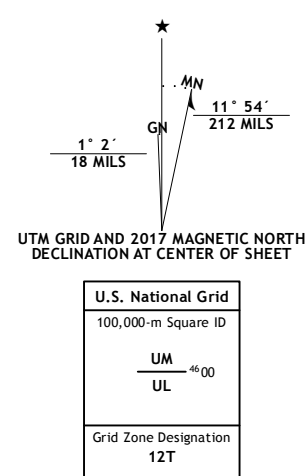 ★
MN
GN
11° 54´
212 MILS
1° 2´
18 MILS
UTM GRID AND 2017 MAGNETIC NORTH
DECLINATION AT CENTER OF SHEET
U.S. National Grid
100,000-m Square ID
UM
4600
UL
Grid Zone Designation
12T